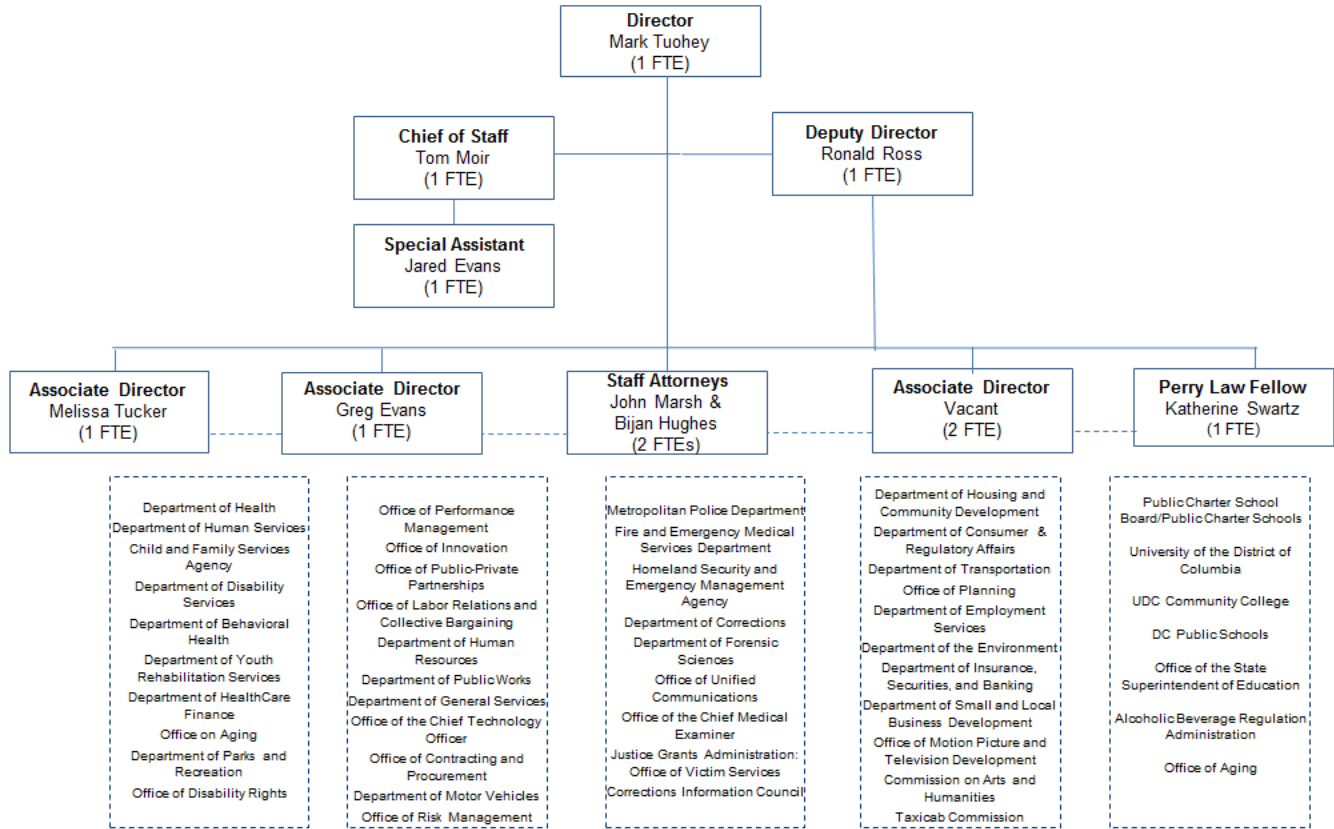 Director
Mark Tuohey
(1 FTE)
Chief of Staff
Tom Moir
(1 FTE)
Deputy Director
Ronald Ross
(1 FTE)
Special Assistant
Jared Evans
(1 FTE)
Associate Director
Melissa Tucker
(1 FTE)
Associate Director
Greg Evans
(1 FTE)
Staff Attorneys
John Marsh &
Bijan Hughes
(2 FTEs)
Associate Director
Vacant
(2 FTE)
Perry Law Fellow
Katherine Swartz
(1 FTE)
Department of Health
Department of Human Services
Child and Family Services
Agency
Department of Disability
Services
Department of Behavioral
Health
Department of Youth
Rehabilitation Services
Department of HealthCare
Finance
Office on Aging
Department of Parks and
Recreation
Office of Disability Rights
Office of Performance
Management
Office of Innovation
Office of Public-Private
Partnerships
Office of Labor Relations and
Collective Bargaining
Department of Human
Resources
Department of Public Works
Department of General Services
Office of the Chief Technology
Officer
Office of Contracting and
Procurement
Department of Motor Vehicles
Office of Risk Management
Metropolitan Police Department
Fire and Emergency Medical
Services Department
Homeland Security and
Emergency Management
Agency
Department of Corrections
Department of Forensic
Sciences
Office of Unified
Communications
Office of the Chief Medical
Examiner
Justice Grants Administration:
Office of Victim Services
Corrections Information Council
Department of Housing and
Community Development
Department of Consumer &
Regulatory Affairs
Department of Transportation
Office of Planning
Department of Employment
Services
Department of the Environment
Department of Insurance,
Securities, and Banking
Department of Small and Local
Business Development
Office of Motion Picture and
Television Development
Commission on Arts and
Humanities
Taxicab Commission
Public Charter School
Board/Public Charter Schools
University of the District of
Columbia
UDC Community College
DC Public Schools
Office of the State
Superintendent of Education
Alcoholic Beverage Regulation
Administration
Office of Aging